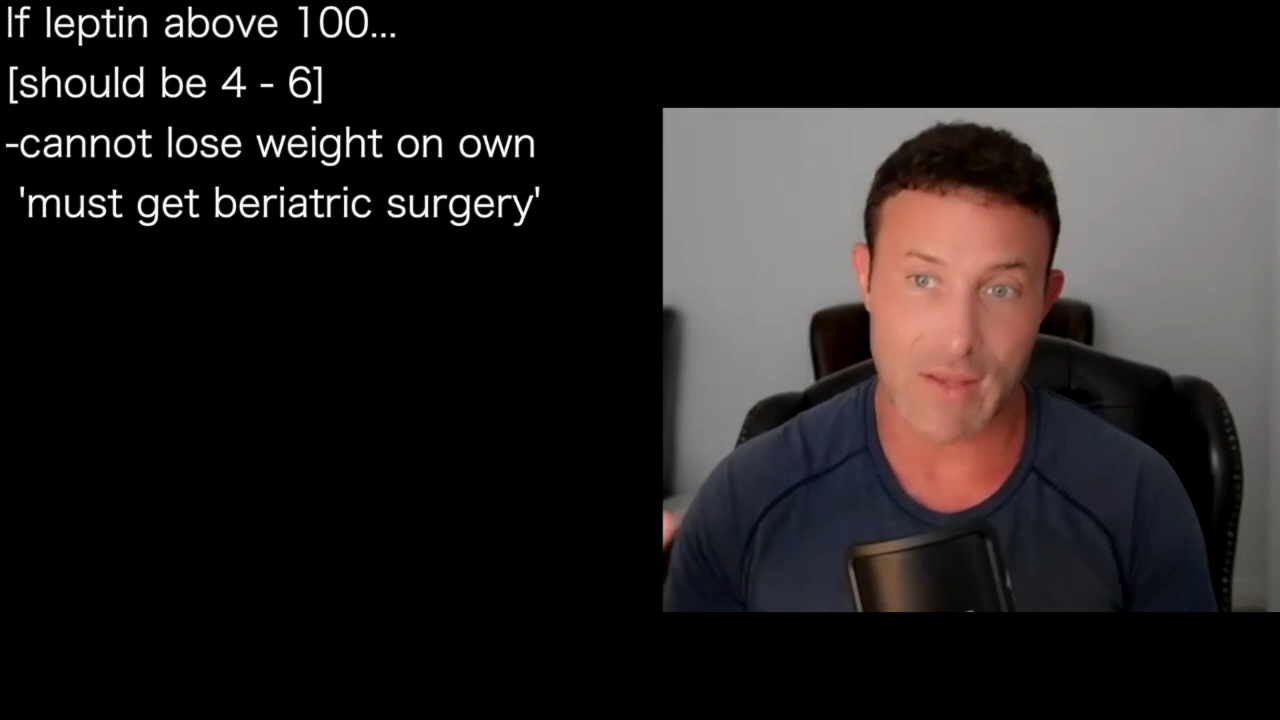 If leptin above 100...
[should be 4 - 6]
-cannot lose weight on own
'must get beriatric surgery'